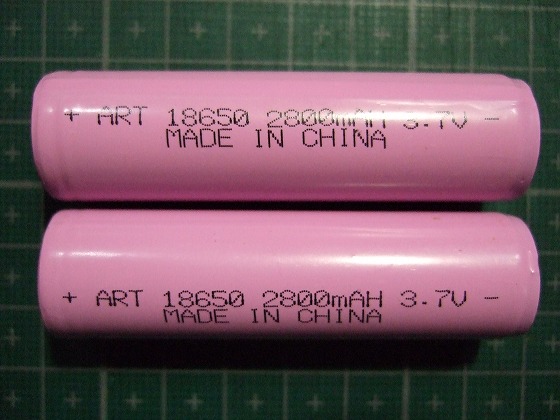 + ART 18650 2800mAH 3.7V -
MADE IN CHINA
+ ART 18650 2800mAH 3.7V -
MADE IN CHINA